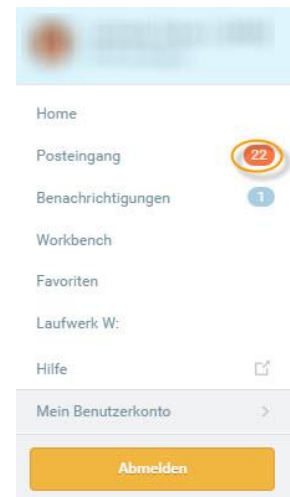 Home
Posteingang 22
Benachrichtigungen 1
Workbench
Favoriten
Laufwerk W:
Hilfe
Mein Benutzerkonto
Abmelden